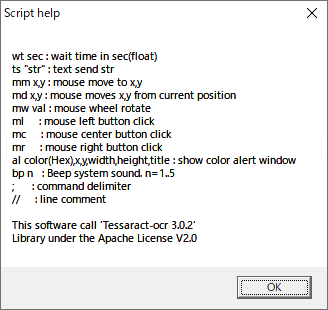 Script help
wt sec : wait time in sec(float)
ts "str" : text send str
mm x,y : mouse move to x,y
md x,y : mouse moves x,y from current position
mw val : mouse wheel rotate
ml : mouse left button click
mc : mouse center button click
mr : mouse right button click
al color(Hex),x,y,width,height,title : show color alert window
bp n : Beep system sound. n=1..5
; : command delimiter
// : line comment
This software call 'Tessaract-ocr 3.0.2'
Library under the Apache License V2.0
OK